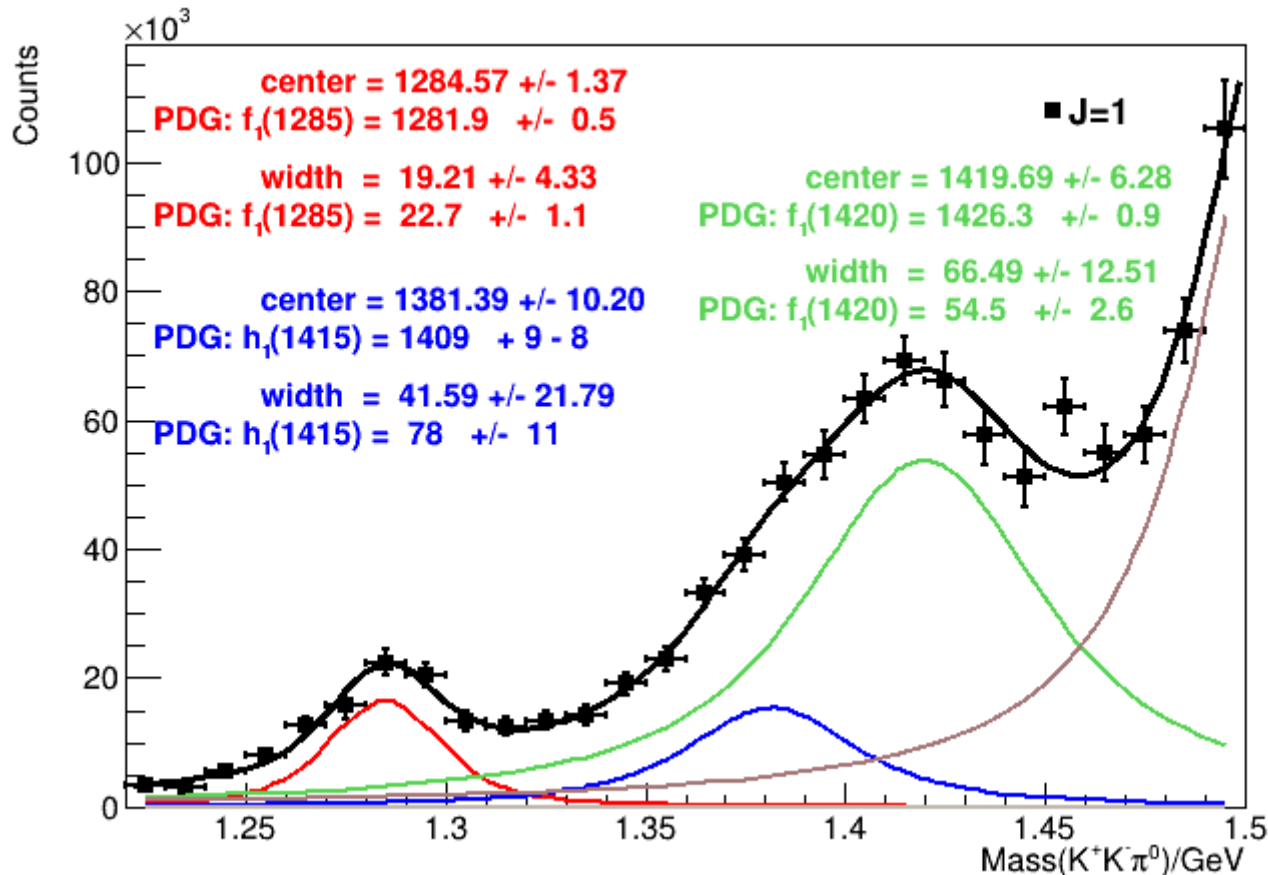 ×10³
Counts
center = 1284.57 +/- 1.37
PDG: f₁(1285) = 1281.9 +/- 0.5
width = 19.21 +/- 4.33
PDG: f₁(1285) = 22.7 +/- 1.1
center = 1381.39 +/- 10.20
PDG: h₁(1415) = 1409 + 9 - 8
width = 41.59 +/- 21.79
PDG: h₁(1415) = 78 +/- 11
J=1
center = 1419.69 +/- 6.28
PDG: f₁(1420) = 1426.3 +/- 0.9
width = 66.49 +/- 12.51
PDG: f₁(1420) = 54.5 +/- 2.6
100
80
60
40
20
0
1.25 1.3 1.35 1.4 1.45 1.5
Mass(K⁺K⁻π⁰)/GeV